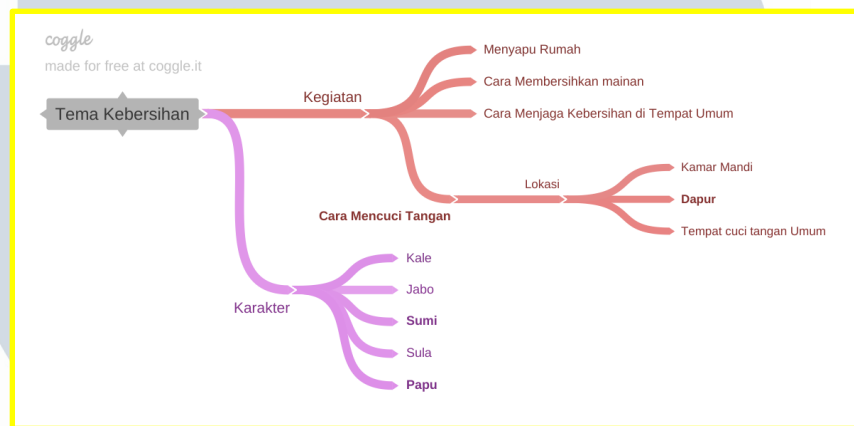 coggle
made for free at coggle.it
Tema Kebersihan
Kegiatan
Menyapu Rumah
Cara Membersihkan mainan
Cara Menjaga Kebersihan di Tempat Umum
Cara Mencuci Tangan
Lokasi
Kamar Mandi
Dapur
Tempat cuci tangan Umum
Karakter
Kale
Jabo
Sumi
Sula
Papu